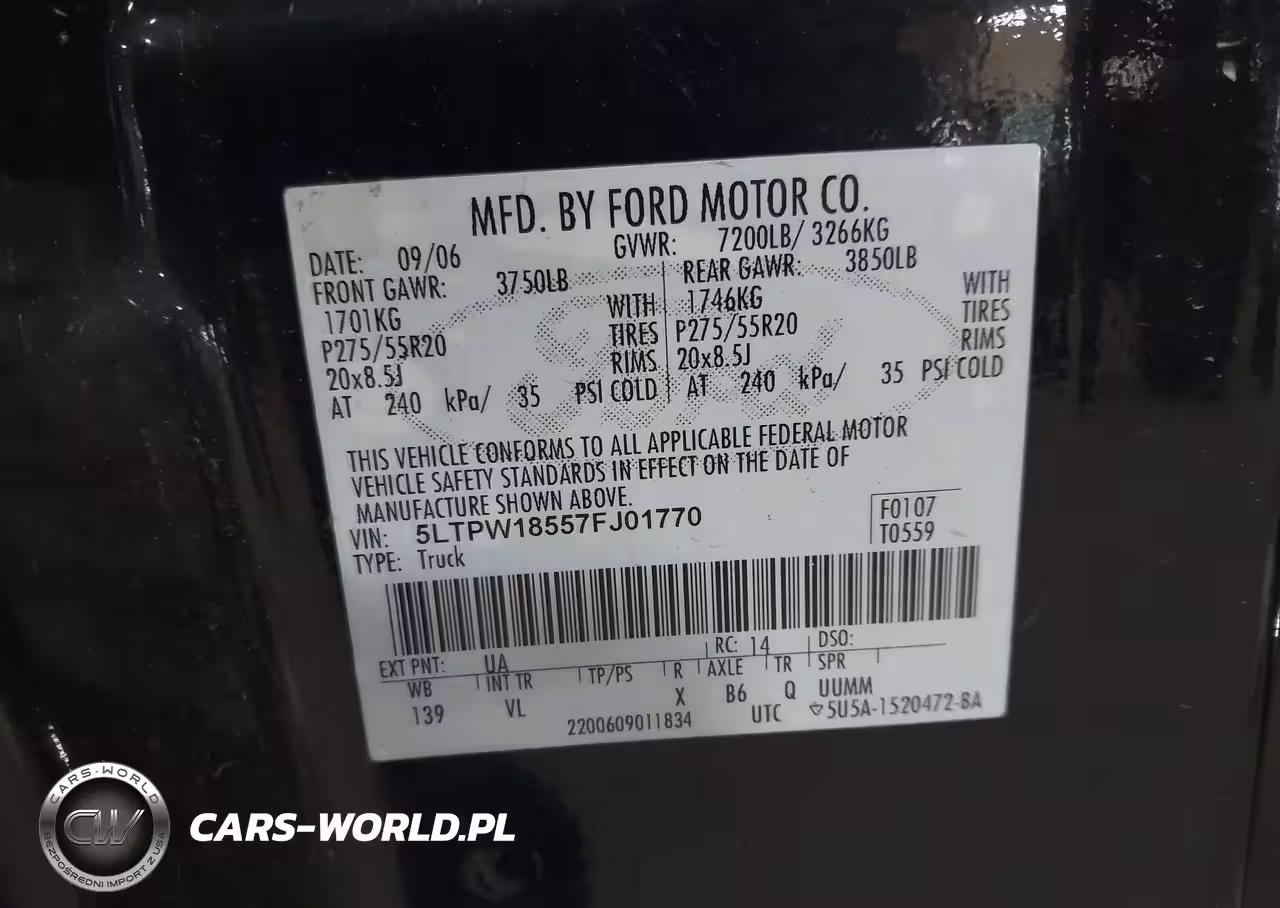 MFD. BY FORD MOTOR CO.
DATE: 09/06 GVWR: 7200LB/ 3266KG
FRONT GAWR: 3750LB REAR GAWR: 3850LB
1701KG WITH 1746KG WITH
P275/55R20 TIRES P275/55R20 TIRES
20x8.5J RIMS 20x8.5J RIMS
AT 240 kPa/ 35 PSI COLD AT 240 kPa/ 35 PSI COLD
THIS VEHICLE CONFORMS TO ALL APPLICABLE FEDERAL MOTOR
VEHICLE SAFETY STANDARDS IN EFFECT ON THE DATE OF
MANUFACTURE SHOWN ABOVE.
VIN: 5LTPW18557FJ01770 F0107
TYPE: Truck T0559
EXT PNT: UA RC: 14 DSO:
WB INT TR TP/PS R AXLE TR SPR
139 VL X B6 Q UUMM
2200609011834 UTC 5U5A-1520472-BA
CARS-WORLD
CW
BEZPOŚREDNI IMPORT Z USA
CARS-WORLD.PL